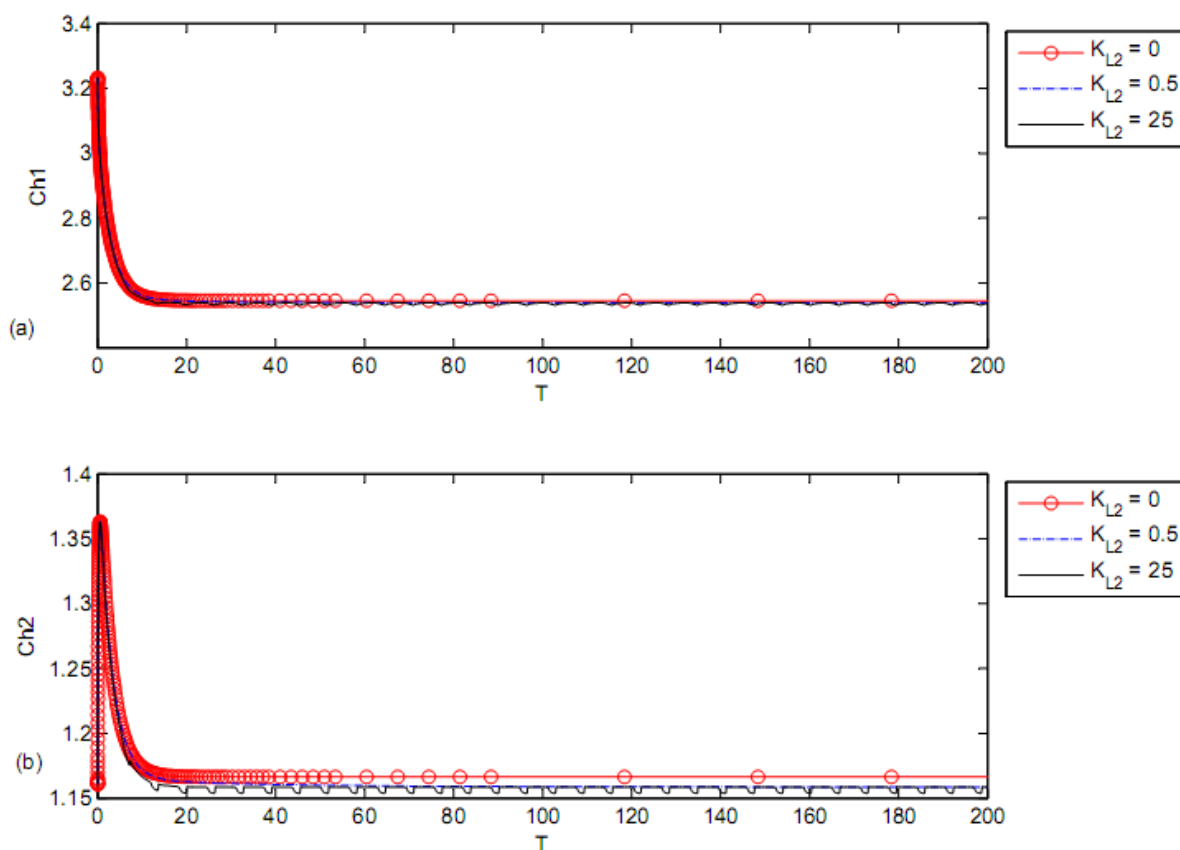 3.4
3.2
3
2.8
2.6
Ch1
(a)
0 20 40 60 80 100 120 140 160 180 200
T
K_L2 = 0
K_L2 = 0.5
K_L2 = 25
1.4
1.35
1.3
1.25
1.2
1.15
Ch2
(b)
0 20 40 60 80 100 120 140 160 180 200
T
K_L2 = 0
K_L2 = 0.5
K_L2 = 25